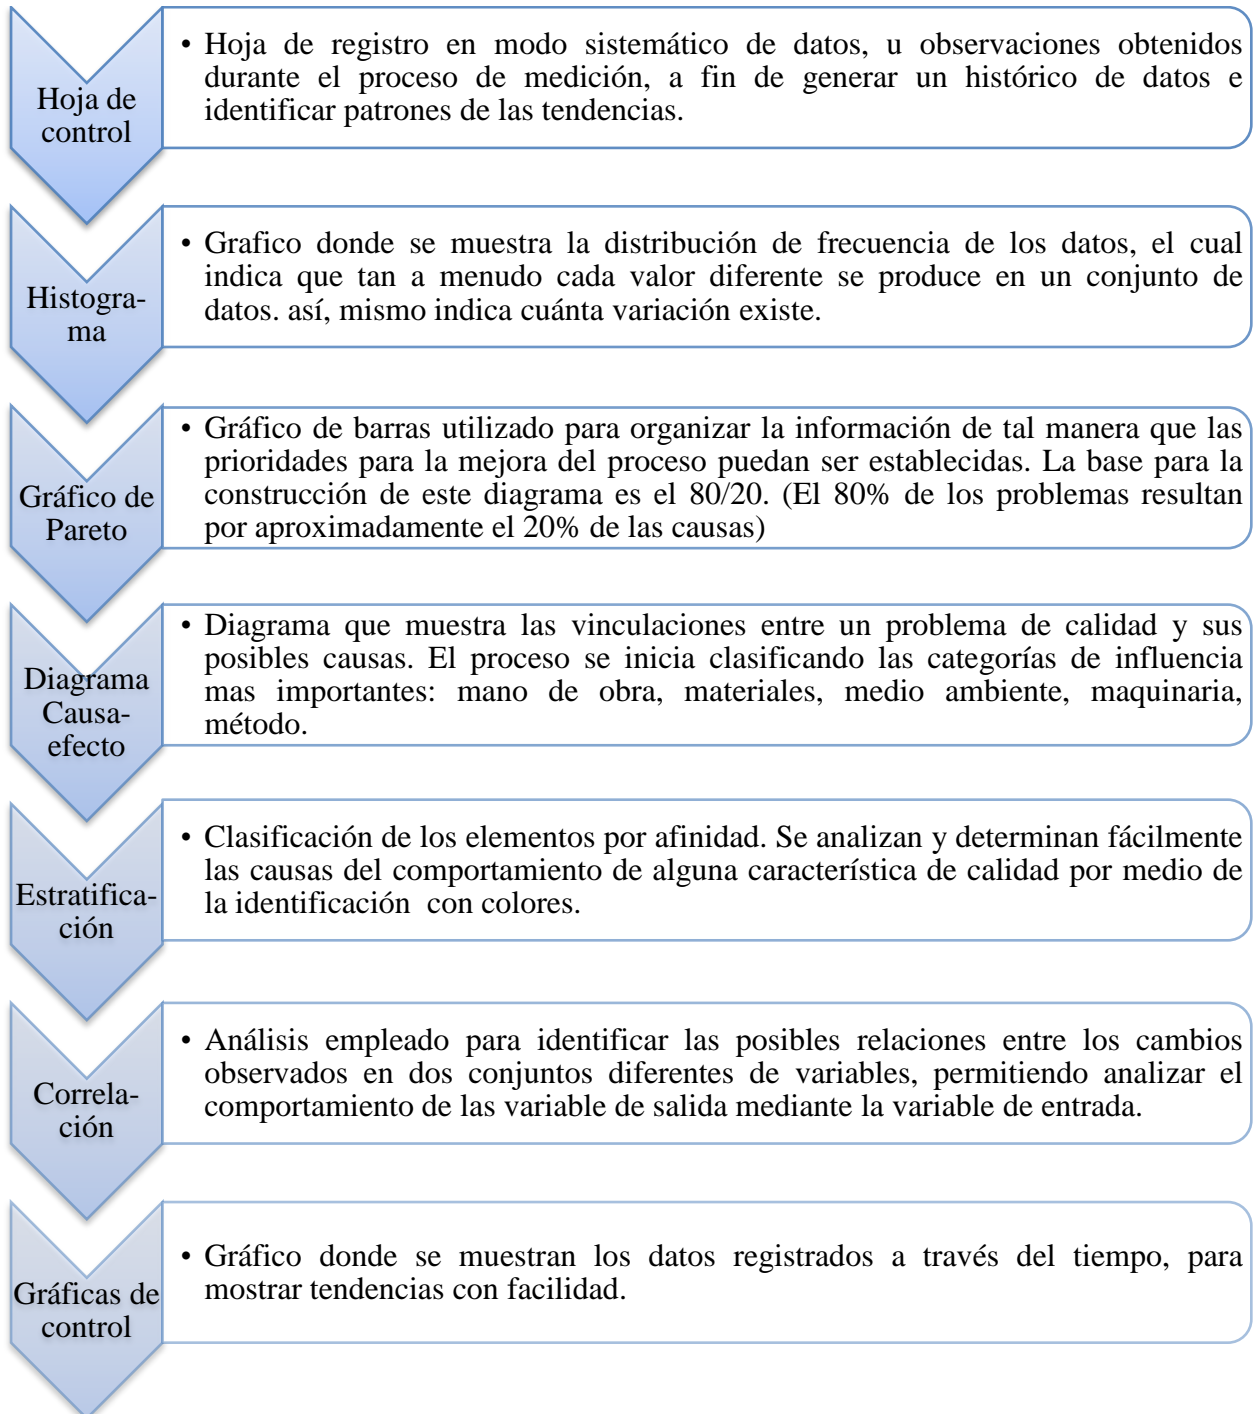 Hoja de
control
• Hoja de registro en modo sistemático de datos, u observaciones obtenidos
durante el proceso de medición, a fin de generar un histórico de datos e
identificar patrones de las tendencias.
Histogra-
ma
• Grafico donde se muestra la distribución de frecuencia de los datos, el cual
indica que tan a menudo cada valor diferente se produce en un conjunto de
datos. así, mismo indica cuánta variación existe.
Gráfico de
Pareto
• Gráfico de barras utilizado para organizar la información de tal manera que las
prioridades para la mejora del proceso puedan ser establecidas. La base para la
construcción de este diagrama es el 80/20. (El 80% de los problemas resultan
por aproximadamente el 20% de las causas)
Diagrama
Causa-
efecto
• Diagrama que muestra las vinculaciones entre un problema de calidad y sus
posibles causas. El proceso se inicia clasificando las categorías de influencia
mas importantes: mano de obra, materiales, medio ambiente, maquinaria,
método.
Estratifica-
ción
• Clasificación de los elementos por afinidad. Se analizan y determinan fácilmente
las causas del comportamiento de alguna característica de calidad por medio de
la identificación con colores.
Correla-
ción
• Análisis empleado para identificar las posibles relaciones entre los cambios
observados en dos conjuntos diferentes de variables, permitiendo analizar el
comportamiento de las variable de salida mediante la variable de entrada.
Gráficas de
control
• Gráfico donde se muestran los datos registrados a través del tiempo, para
mostrar tendencias con facilidad.